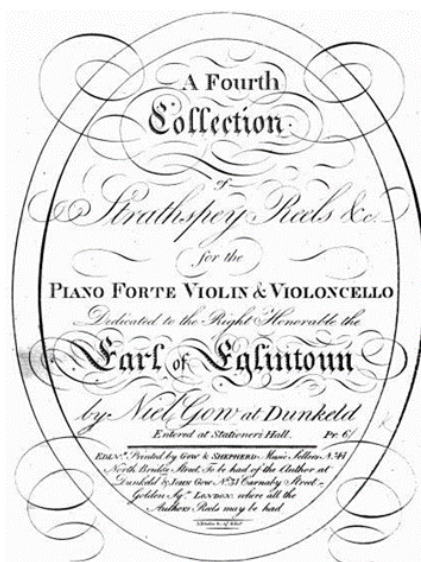 A Fourth
Collection
of
Strathspey Reels &c.
for the
PIANO FORTE VIOLIN & VIOLONCELLO
Dedicated to the Right Honorable the
Earl of Eglintoun
by Niel Gow at Dunkeld
Entered at Stationers Hall. Pr. 6/
EDINr. Printed by GOW & SHEPHERD Music Sellers No. 41
North Bridge Street, To be had of the Author at
Dunkeld & JOHN GOW No. 31 Carnaby Street
Golden Sqr. LONDON. where all the
Authors Reels may be had